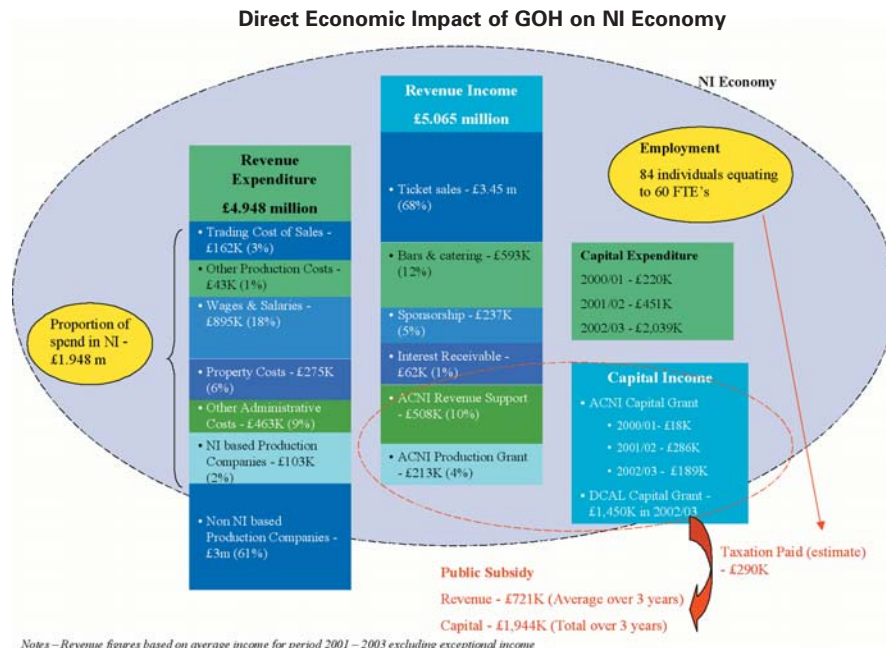 Direct Economic Impact of GOH on NI Economy
NI Economy
Revenue Income
£5.065 million
• Ticket sales - £3.45 m
(68%)
• Bars & catering - £593K
(12%)
• Sponsorship - £237K
(5%)
• Interest Receivable -
£62K (1%)
• ACNI Revenue Support
- £508K (10%)
• ACNI Production Grant
- £213K (4%)
Revenue
Expenditure
£4.948 million
• Trading Cost of Sales -
£162K (3%)
• Other Production Costs -
£43K (1%)
• Wages & Salaries -
£895K (18%)
• Property Costs - £275K
(6%)
• Other Administrative
Costs - £463K (9%)
• NI based Production
Companies - £103K
(2%)
• Non NI based
Production Companies -
£3m (61%)
Proportion of
spend in NI -
£1.948 m
Employment
84 individuals equating
to 60 FTE's
Capital Expenditure
2000/01 - £220K
2001/02 - £451K
2002/03 - £2,039K
Capital Income
• ACNI Capital Grant
• 2000/01- £18K
• 2001/02 - £286K
• 2002/03 - £189K
• DCAL Capital Grant -
£1,450K in 2002/03
Taxation Paid (estimate)
- £290K
Public Subsidy
Revenue - £721K (Average over 3 years)
Capital - £1,944K (Total over 3 years)
Notes – Revenue figures based on average income for period 2001 – 2003 excluding exceptional income